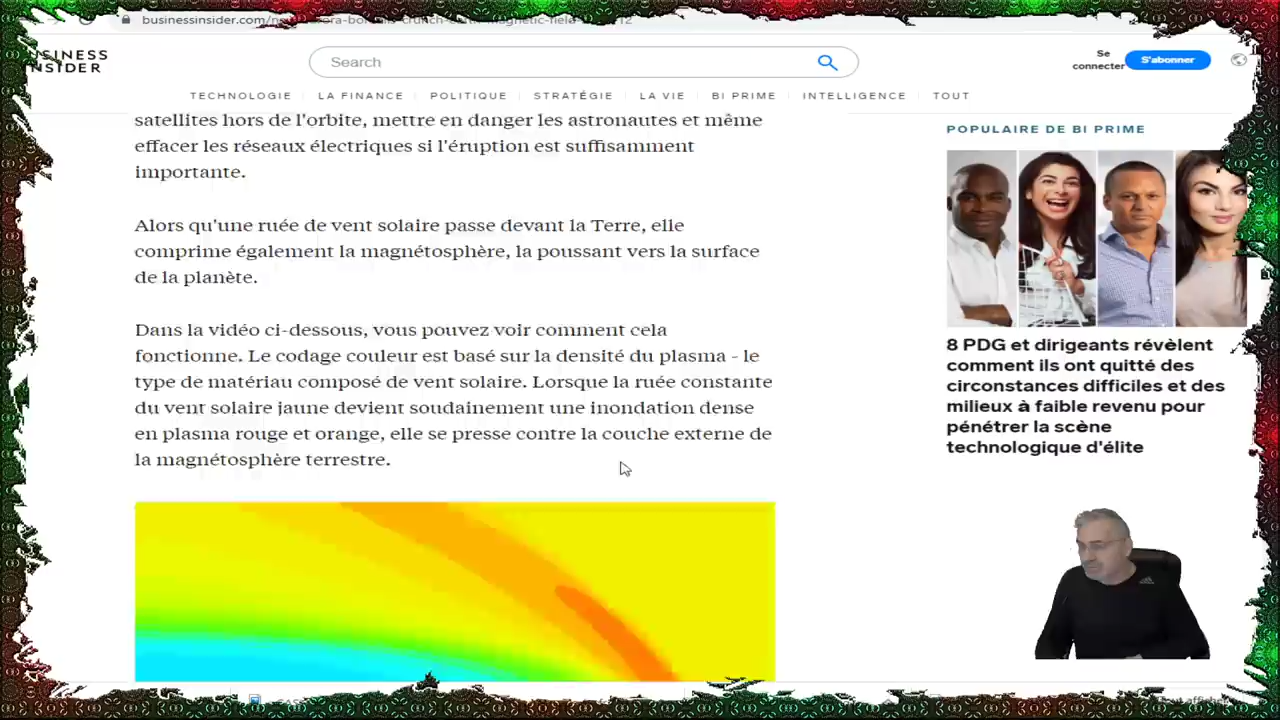 businessinsider.com/
INSIDER
Search
Se
connecter
S'abonner
TECHNOLOGIE LA FINANCE POLITIQUE STRATÉGIE LA VIE BI PRIME INTELLIGENCE TOUT
satellites hors de l'orbite, mettre en danger les astronautes et même
effacer les réseaux électriques si l'éruption est suffisamment
importante.
Alors qu'une ruée de vent solaire passe devant la Terre, elle
comprime également la magnétosphère, la poussant vers la surface
de la planète.
Dans la vidéo ci-dessous, vous pouvez voir comment cela
fonctionne. Le codage couleur est basé sur la densité du plasma - le
type de matériau composé de vent solaire. Lorsque la ruée constante
du vent solaire jaune devient soudainement une inondation dense
en plasma rouge et orange, elle se presse contre la couche externe de
la magnétosphère terrestre.
POPULAIRE DE BI PRIME
8 PDG et dirigeants révèlent
comment ils ont quitté des
circonstances difficiles et des
milieux à faible revenu pour
pénétrer la scène
technologique d'élite